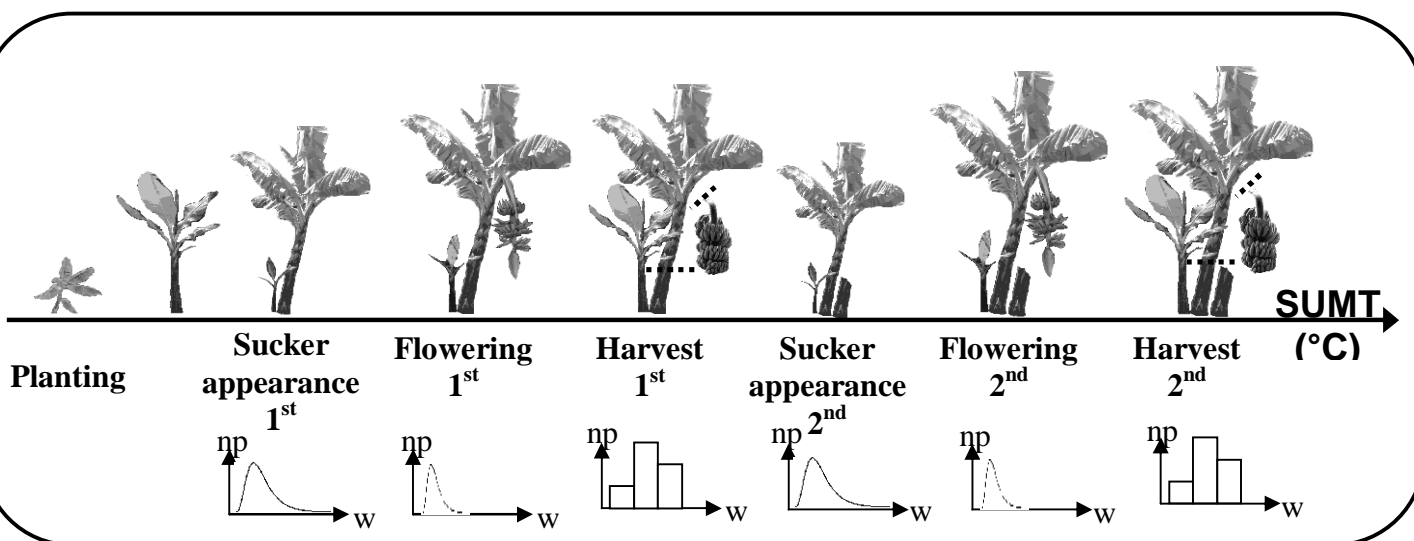 SUMT
(°C)
Planting
Sucker
appearance
1st
Flowering
1st
Harvest
1st
Sucker
appearance
2nd
Flowering
2nd
Harvest
2nd
np
w
np
w
np
w
np
w
np
w
np
w